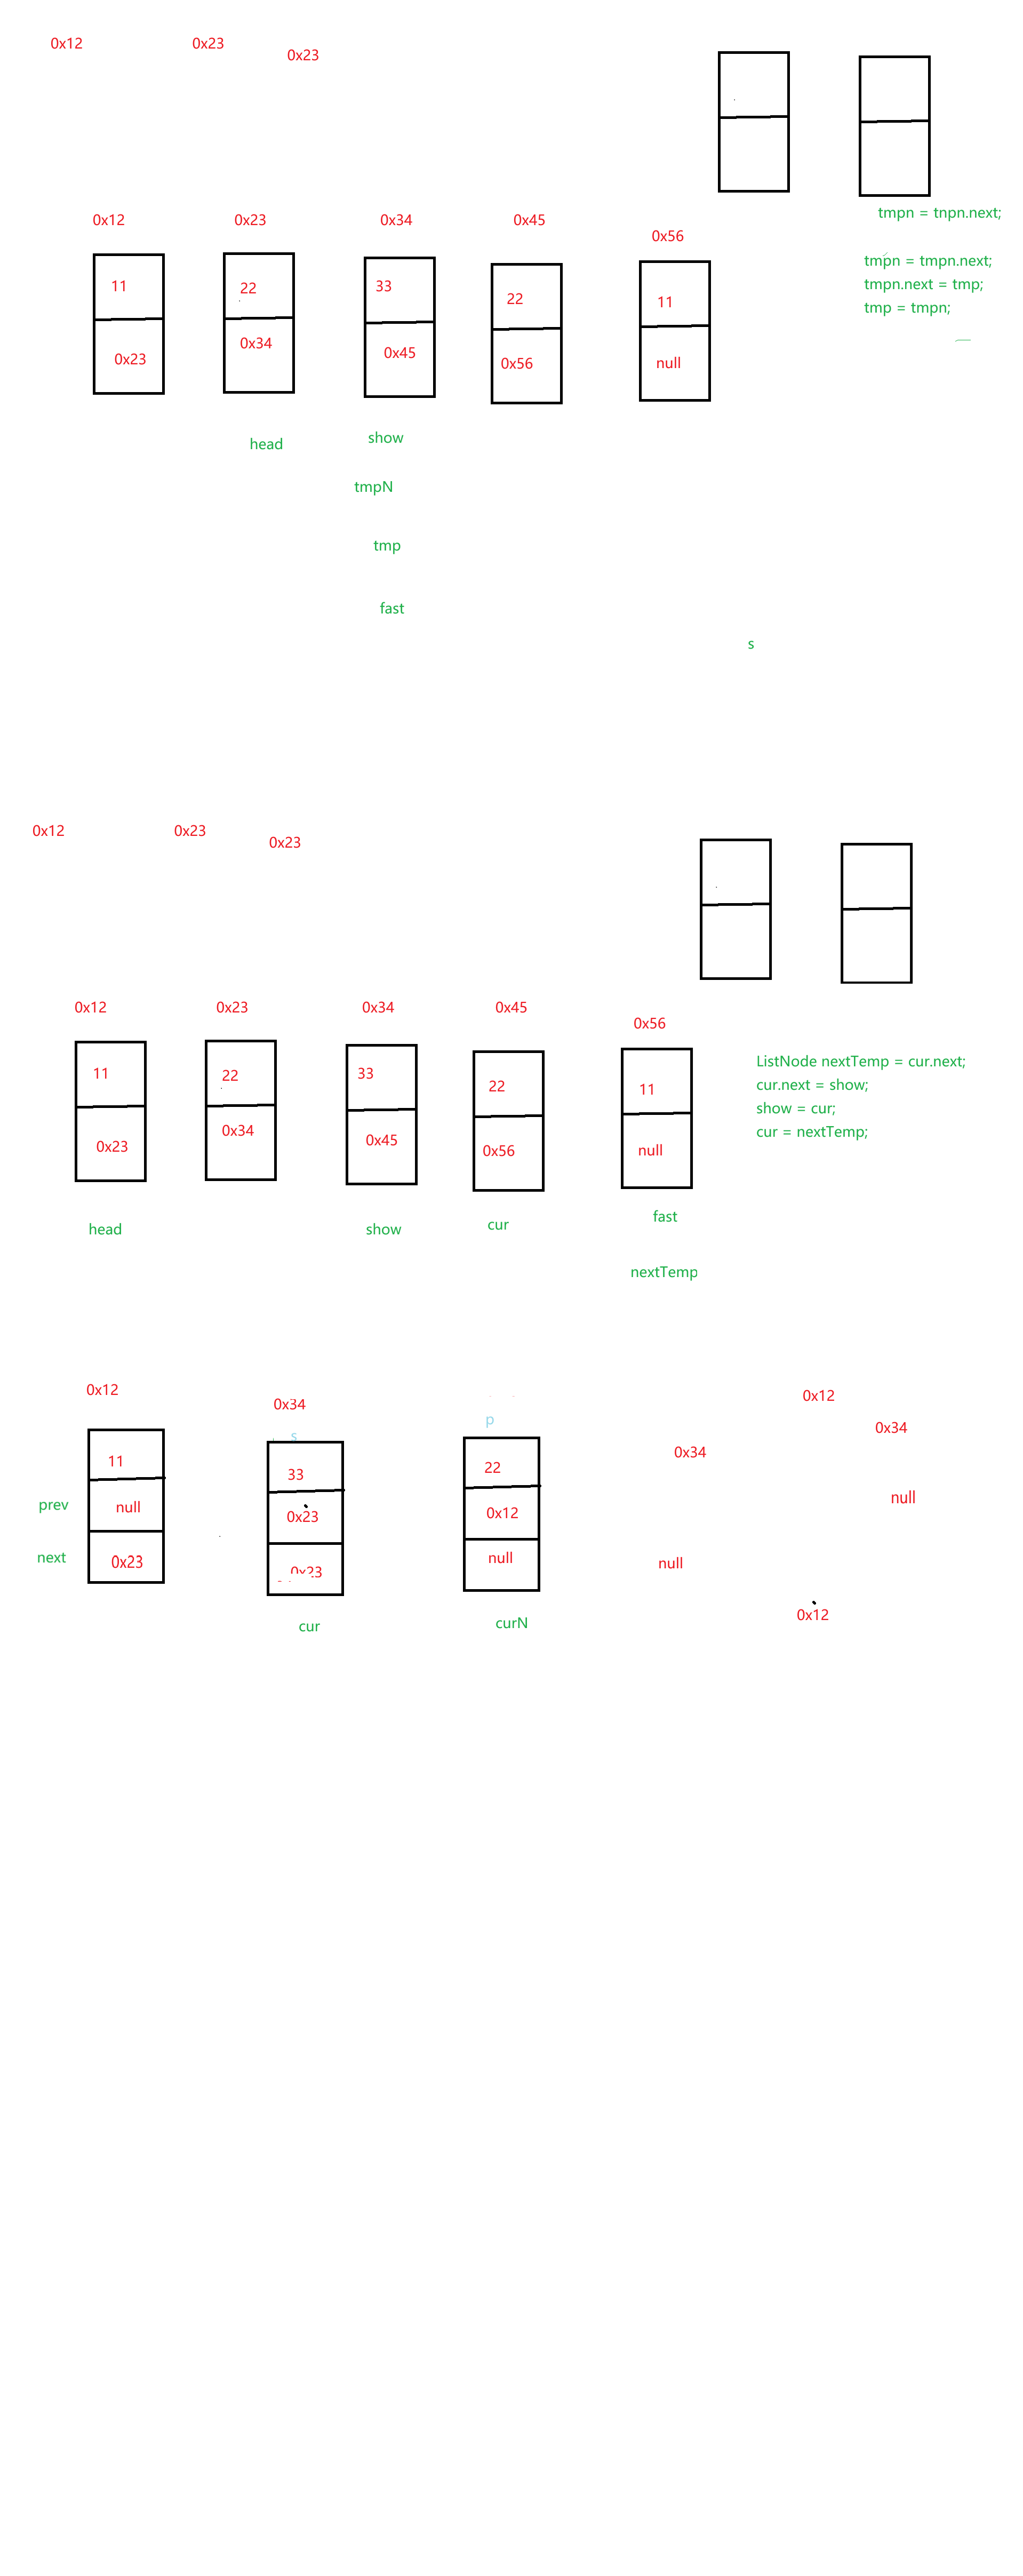 0x12
0x23
0x23
0x12
0x23
0x34
0x45
0x56
11
22
33
22
11
0x23
0x34
0x45
0x56
null
tmpn = tnpn.next;
tmpn = tmpn.next;
tmpn.next = tmp;
tmp = tmpn;
head
show
tmpN
tmp
fast
s
0x12
0x23
0x23
0x12
0x23
0x34
0x45
0x56
11
22
33
22
11
0x23
0x34
0x45
0x56
null
ListNode nextTemp = cur.next;
cur.next = show;
show = cur;
cur = nextTemp;
head
show
cur
fast
nextTemp
0x12
0x34
p
0x12
0x34
0x34
s
11
33
22
prev
null
0x23
0x12
null
next
0x23
0x23
null
null
0x12
cur
curN